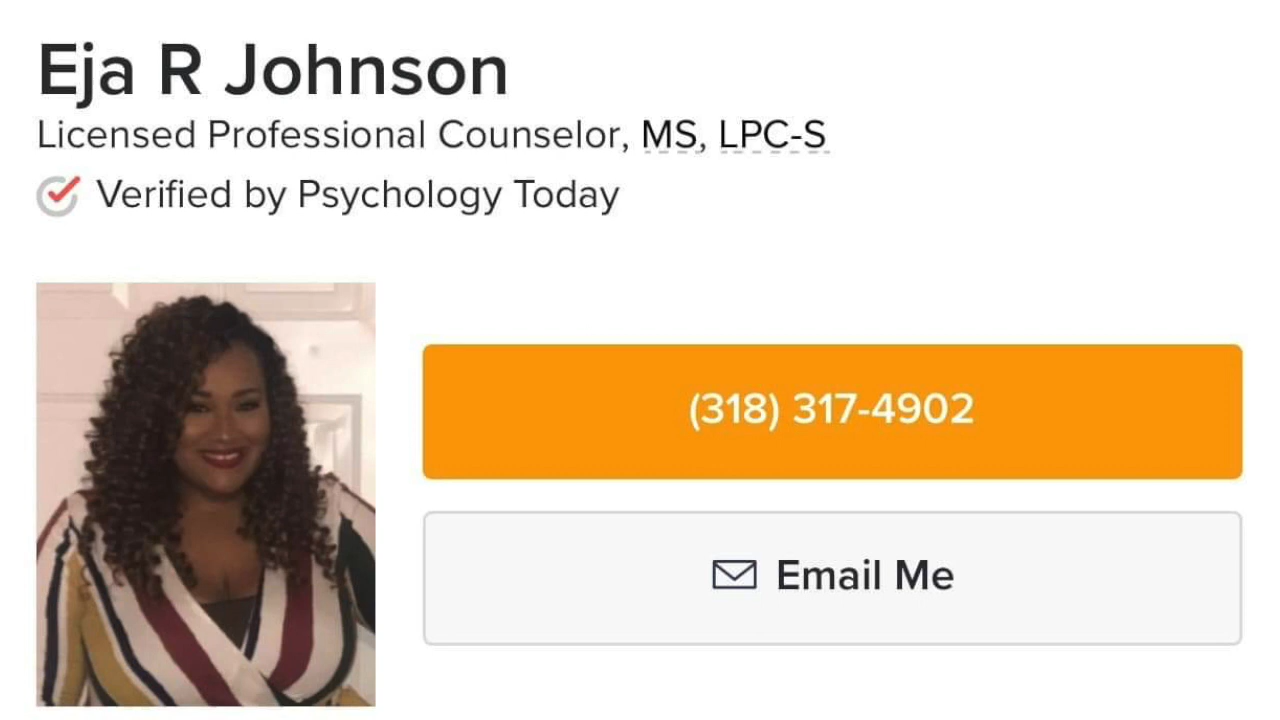 Eja R Johnson
Licensed Professional Counselor, MS, LPC-S
Verified by Psychology Today
(318) 317-4902
Email Me